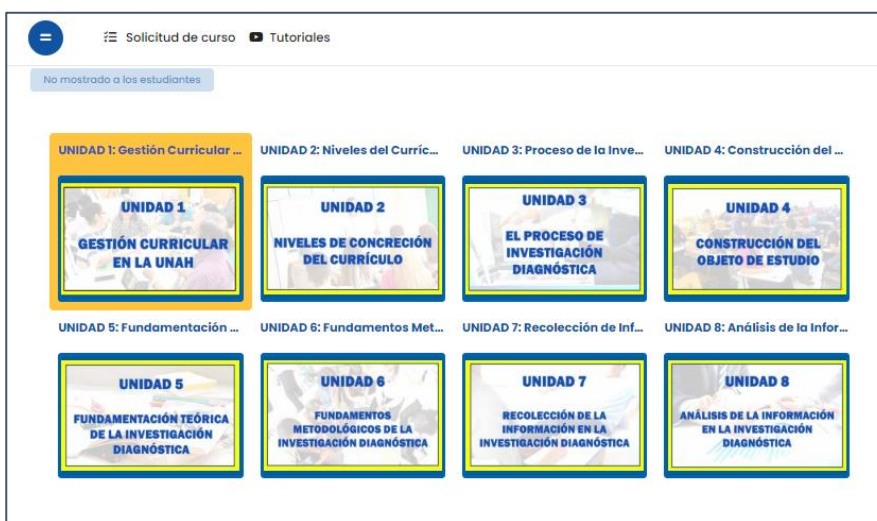 Solicitud de curso Tutoriales
No mostrado a los estudiantes
UNIDAD 1: Gestión Curricular ...
UNIDAD 2: Niveles del Curríc...
UNIDAD 3: Proceso de la Inve...
UNIDAD 4: Construcción del ...
UNIDAD 1
GESTIÓN CURRICULAR
EN LA UNAH
UNIDAD 2
NIVELES DE CONCRECIÓN
DEL CURRÍCULO
UNIDAD 3
EL PROCESO DE
INVESTIGACIÓN
DIAGNÓSTICA
UNIDAD 4
CONSTRUCCIÓN DEL
OBJETO DE ESTUDIO
UNIDAD 5: Fundamentación ...
UNIDAD 6: Fundamentos Met...
UNIDAD 7: Recolección de Inf...
UNIDAD 8: Análisis de la Infor...
UNIDAD 5
FUNDAMENTACIÓN TEÓRICA
DE LA INVESTIGACIÓN
DIAGNÓSTICA
UNIDAD 6
FUNDAMENTOS
METODOLÓGICOS DE LA
INVESTIGACIÓN DIAGNÓSTICA
UNIDAD 7
RECOLECCIÓN DE LA
INFORMACIÓN EN LA
INVESTIGACIÓN DIAGNÓSTICA
UNIDAD 8
ANÁLISIS DE LA INFORMACIÓN
EN LA INVESTIGACIÓN
DIAGNÓSTICA